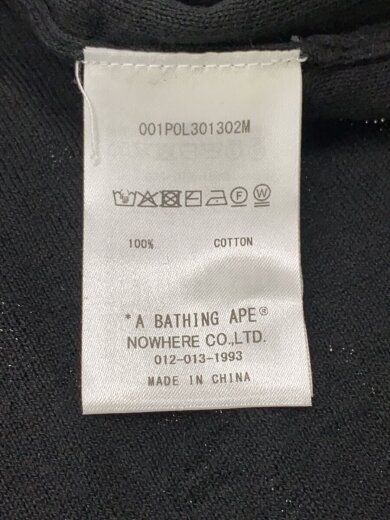 001POL301302M
100% COTTON
*A BATHING APE®
NOWHERE CO.,LTD.
012-013-1993
MADE IN CHINA